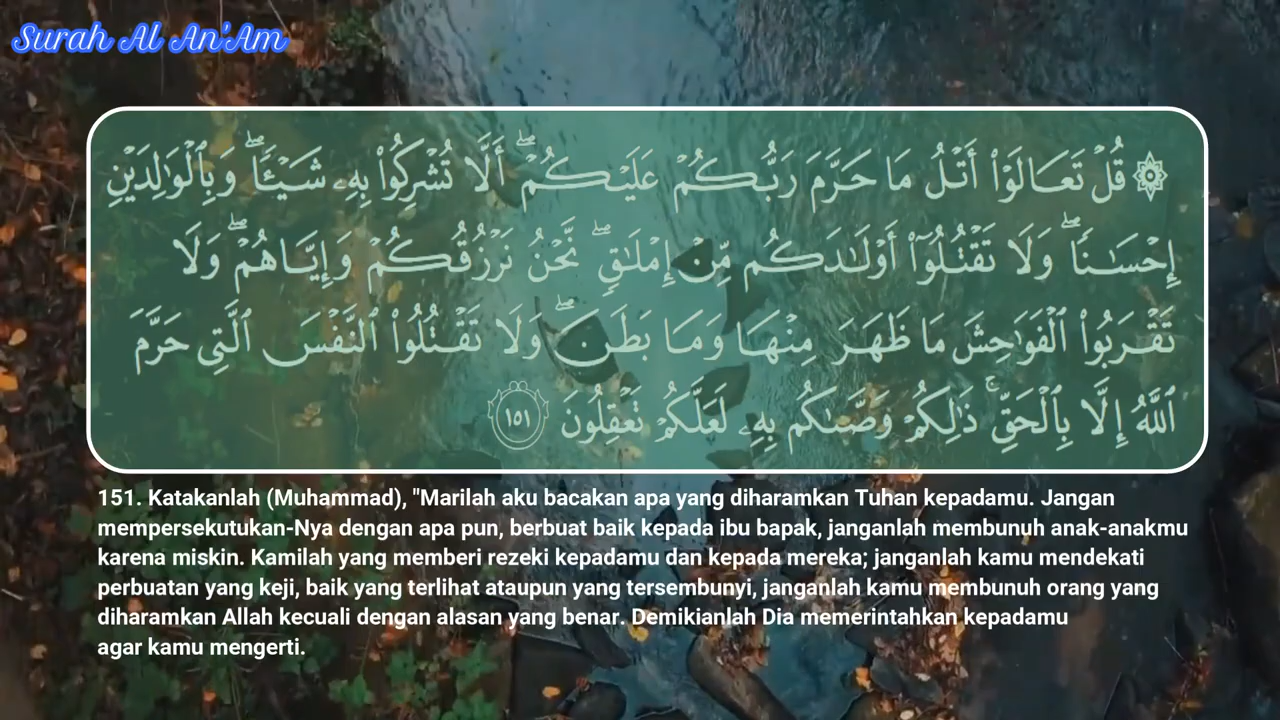 Surah Al An'Am
۞ قُلْ تَعَالَوْا۟ أَتْلُ مَا حَرَّمَ رَبُّكُمْ عَلَيْكُمْ ۖ أَلَّا تُشْرِكُوا۟ بِهِۦ شَيْـًٔا ۖ وَبِٱلْوَٰلِدَيْنِ
إِحْسَـٰنًا ۖ وَلَا تَقْتُلُوٓا۟ أَوْلَـٰدَكُم مِّنْ إِمْلَـٰقٍ ۖ نَّحْنُ نَرْزُقُكُمْ وَإِيَّاهُمْ ۖ وَلَا
تَقْرَبُوا۟ ٱلْفَوَٰحِشَ مَا ظَهَرَ مِنْهَا وَمَا بَطَنَ ۖ وَلَا تَقْتُلُوا۟ ٱلنَّفْسَ ٱلَّتِى حَرَّمَ
ٱللَّهُ إِلَّا بِٱلْحَقِّ ۚ ذَٰلِكُمْ وَصَّىٰكُم بِهِۦ لَعَلَّكُمْ تَعْقِلُونَ ١٥١
151. Katakanlah (Muhammad), "Marilah aku bacakan apa yang diharamkan Tuhan kepadamu. Jangan
mempersekutukan-Nya dengan apa pun, berbuat baik kepada ibu bapak, janganlah membunuh anak-anakmu
karena miskin. Kamilah yang memberi rezeki kepadamu dan kepada mereka; janganlah kamu mendekati
perbuatan yang keji, baik yang terlihat ataupun yang tersembunyi, janganlah kamu membunuh orang yang
diharamkan Allah kecuali dengan alasan yang benar. Demikianlah Dia memerintahkan kepadamu
agar kamu mengerti.